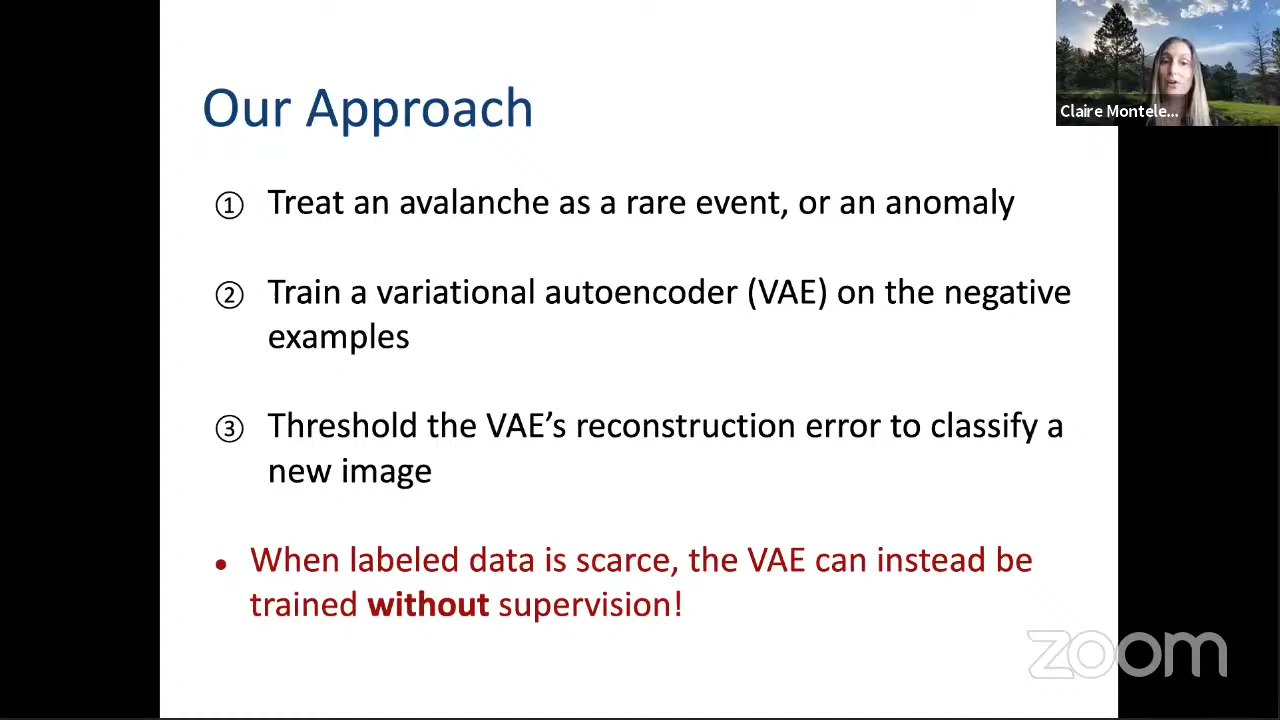 Our Approach
① Treat an avalanche as a rare event, or an anomaly
② Train a variational autoencoder (VAE) on the negative
examples
③ Threshold the VAE’s reconstruction error to classify a
new image
• When labeled data is scarce, the VAE can instead be
trained without supervision!
Claire Montele...
zoom